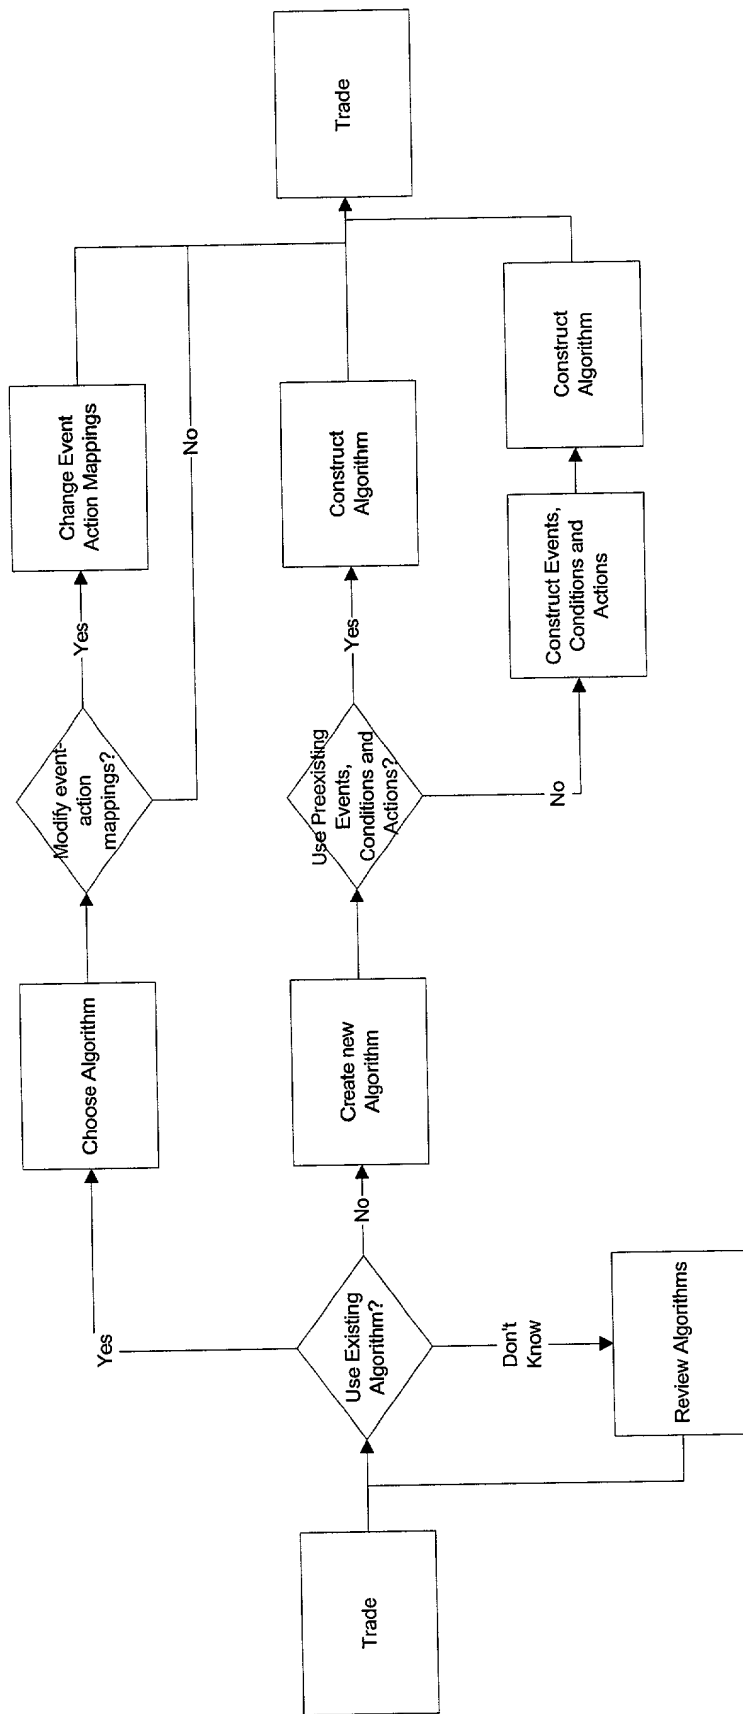 Trade
Use Existing
Algorithm?
Yes
No
Don't
Know
Review Algorithms
Choose Algorithm
Create new
Algorithm
Modify event-
action
mappings?
Yes
No
Use Preexisting
Events,
Conditions and
Actions?
Yes
No
Change Event
Action Mappings
Construct
Algorithm
Construct Events,
Conditions and
Actions
Construct
Algorithm
Trade